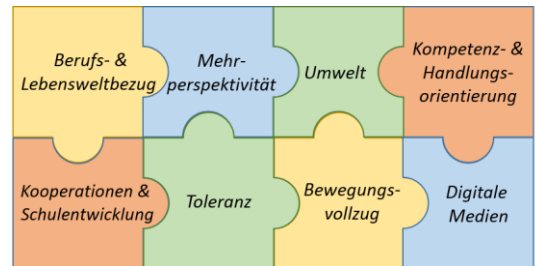 Berufs- &
Lebensweltbezug
Mehr-
perspektivität
Umwelt
Kompetenz- &
Handlungs-
orientierung
Kooperationen &
Schulentwicklung
Toleranz
Bewegungs-
vollzug
Digitale
Medien